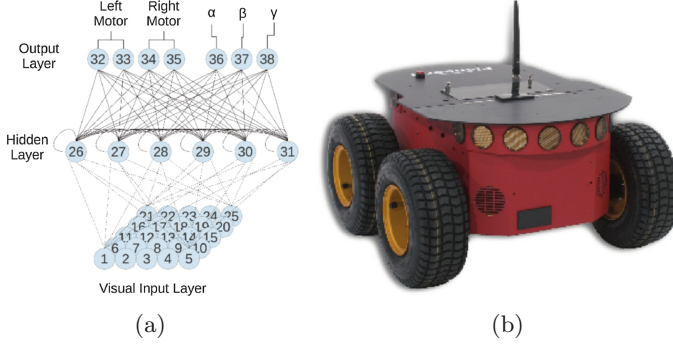 Left Motor
Right Motor
α
β
γ
Output Layer
32 33 34 35 36 37 38
Hidden Layer
26 27 28 29 30 31
21 22 23 24 25
16 17 18 19 20
11 12 13 14 15
6 7 8 9 10
1 2 3 4 5
Visual Input Layer
(a)
(b)